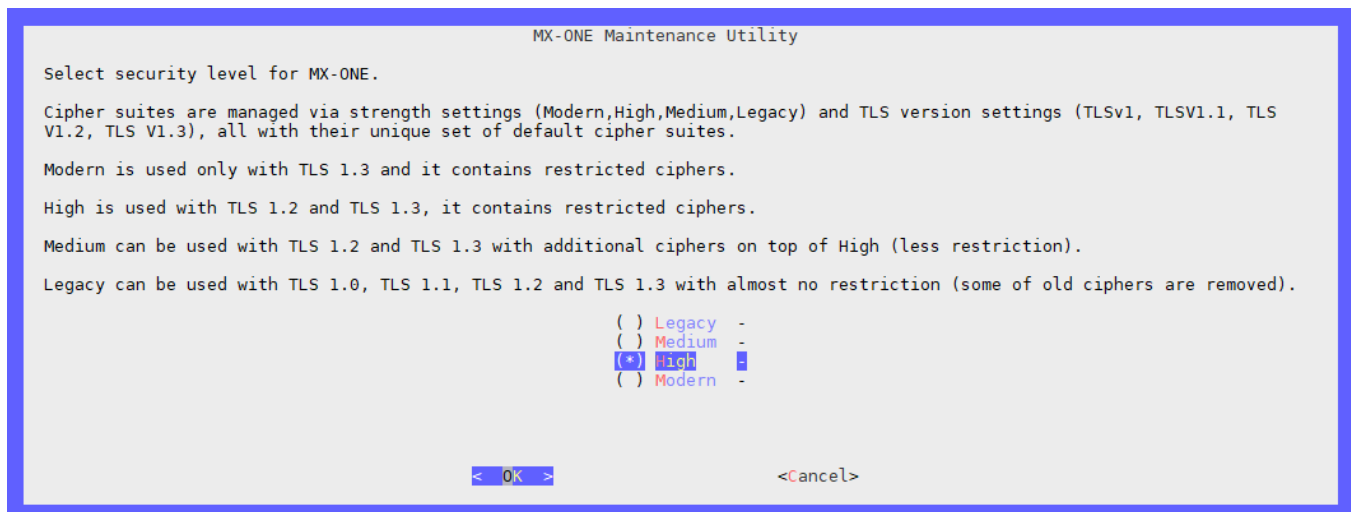 MX-ONE Maintenance Utility
Select security level for MX-ONE.
Cipher suites are managed via strength settings (Modern,High,Medium,Legacy) and TLS version settings (TLSv1, TLSV1.1, TLS
V1.2, TLS V1.3), all with their unique set of default cipher suites.
Modern is used only with TLS 1.3 and it contains restricted ciphers.
High is used with TLS 1.2 and TLS 1.3, it contains restricted ciphers.
Medium can be used with TLS 1.2 and TLS 1.3 with additional ciphers on top of High (less restriction).
Legacy can be used with TLS 1.0, TLS 1.1, TLS 1.2 and TLS 1.3 with almost no restriction (some of old ciphers are removed).
( ) Legacy -
( ) Medium -
(*) High -
( ) Modern -
< OK > <Cancel>